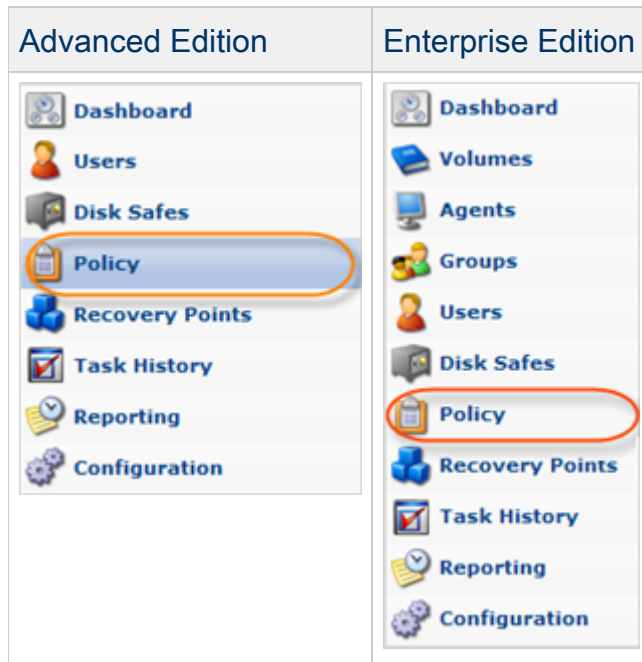 Advanced Edition
Enterprise Edition
Dashboard
Users
Disk Safes
Policy
Recovery Points
Task History
Reporting
Configuration
Dashboard
Volumes
Agents
Groups
Users
Disk Safes
Policy
Recovery Points
Task History
Reporting
Configuration